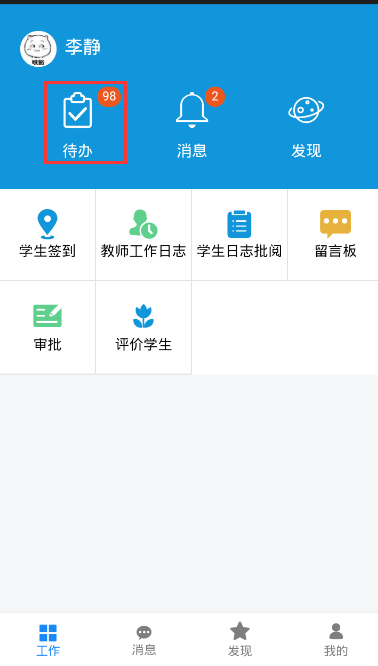 李静
98
2
待办
消息
发现
学生签到
教师工作日志
学生日志批阅
留言板
审批
评价学生
工作
消息
发现
我的